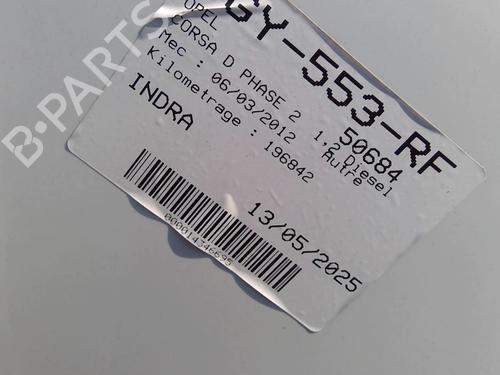 GY-553-RF
OPEL 50684
CORSA D PHASE 2 1,2 Diesel
Mec : 06/03/2012 Autre
Kilometrage : 196842
INDRA 13/05/2025
000014346695
B-PARTS